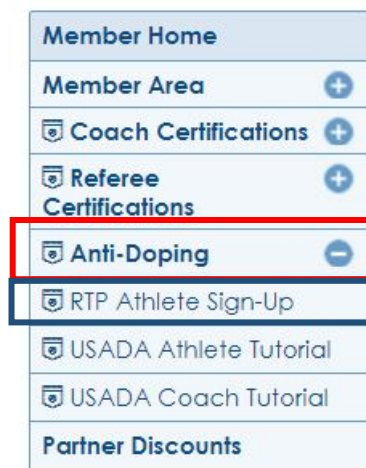 Member Home
Member Area
Coach Certifications
Referee
Certifications
Anti-Doping
RTP Athlete Sign-Up
USADA Athlete Tutorial
USADA Coach Tutorial
Partner Discounts